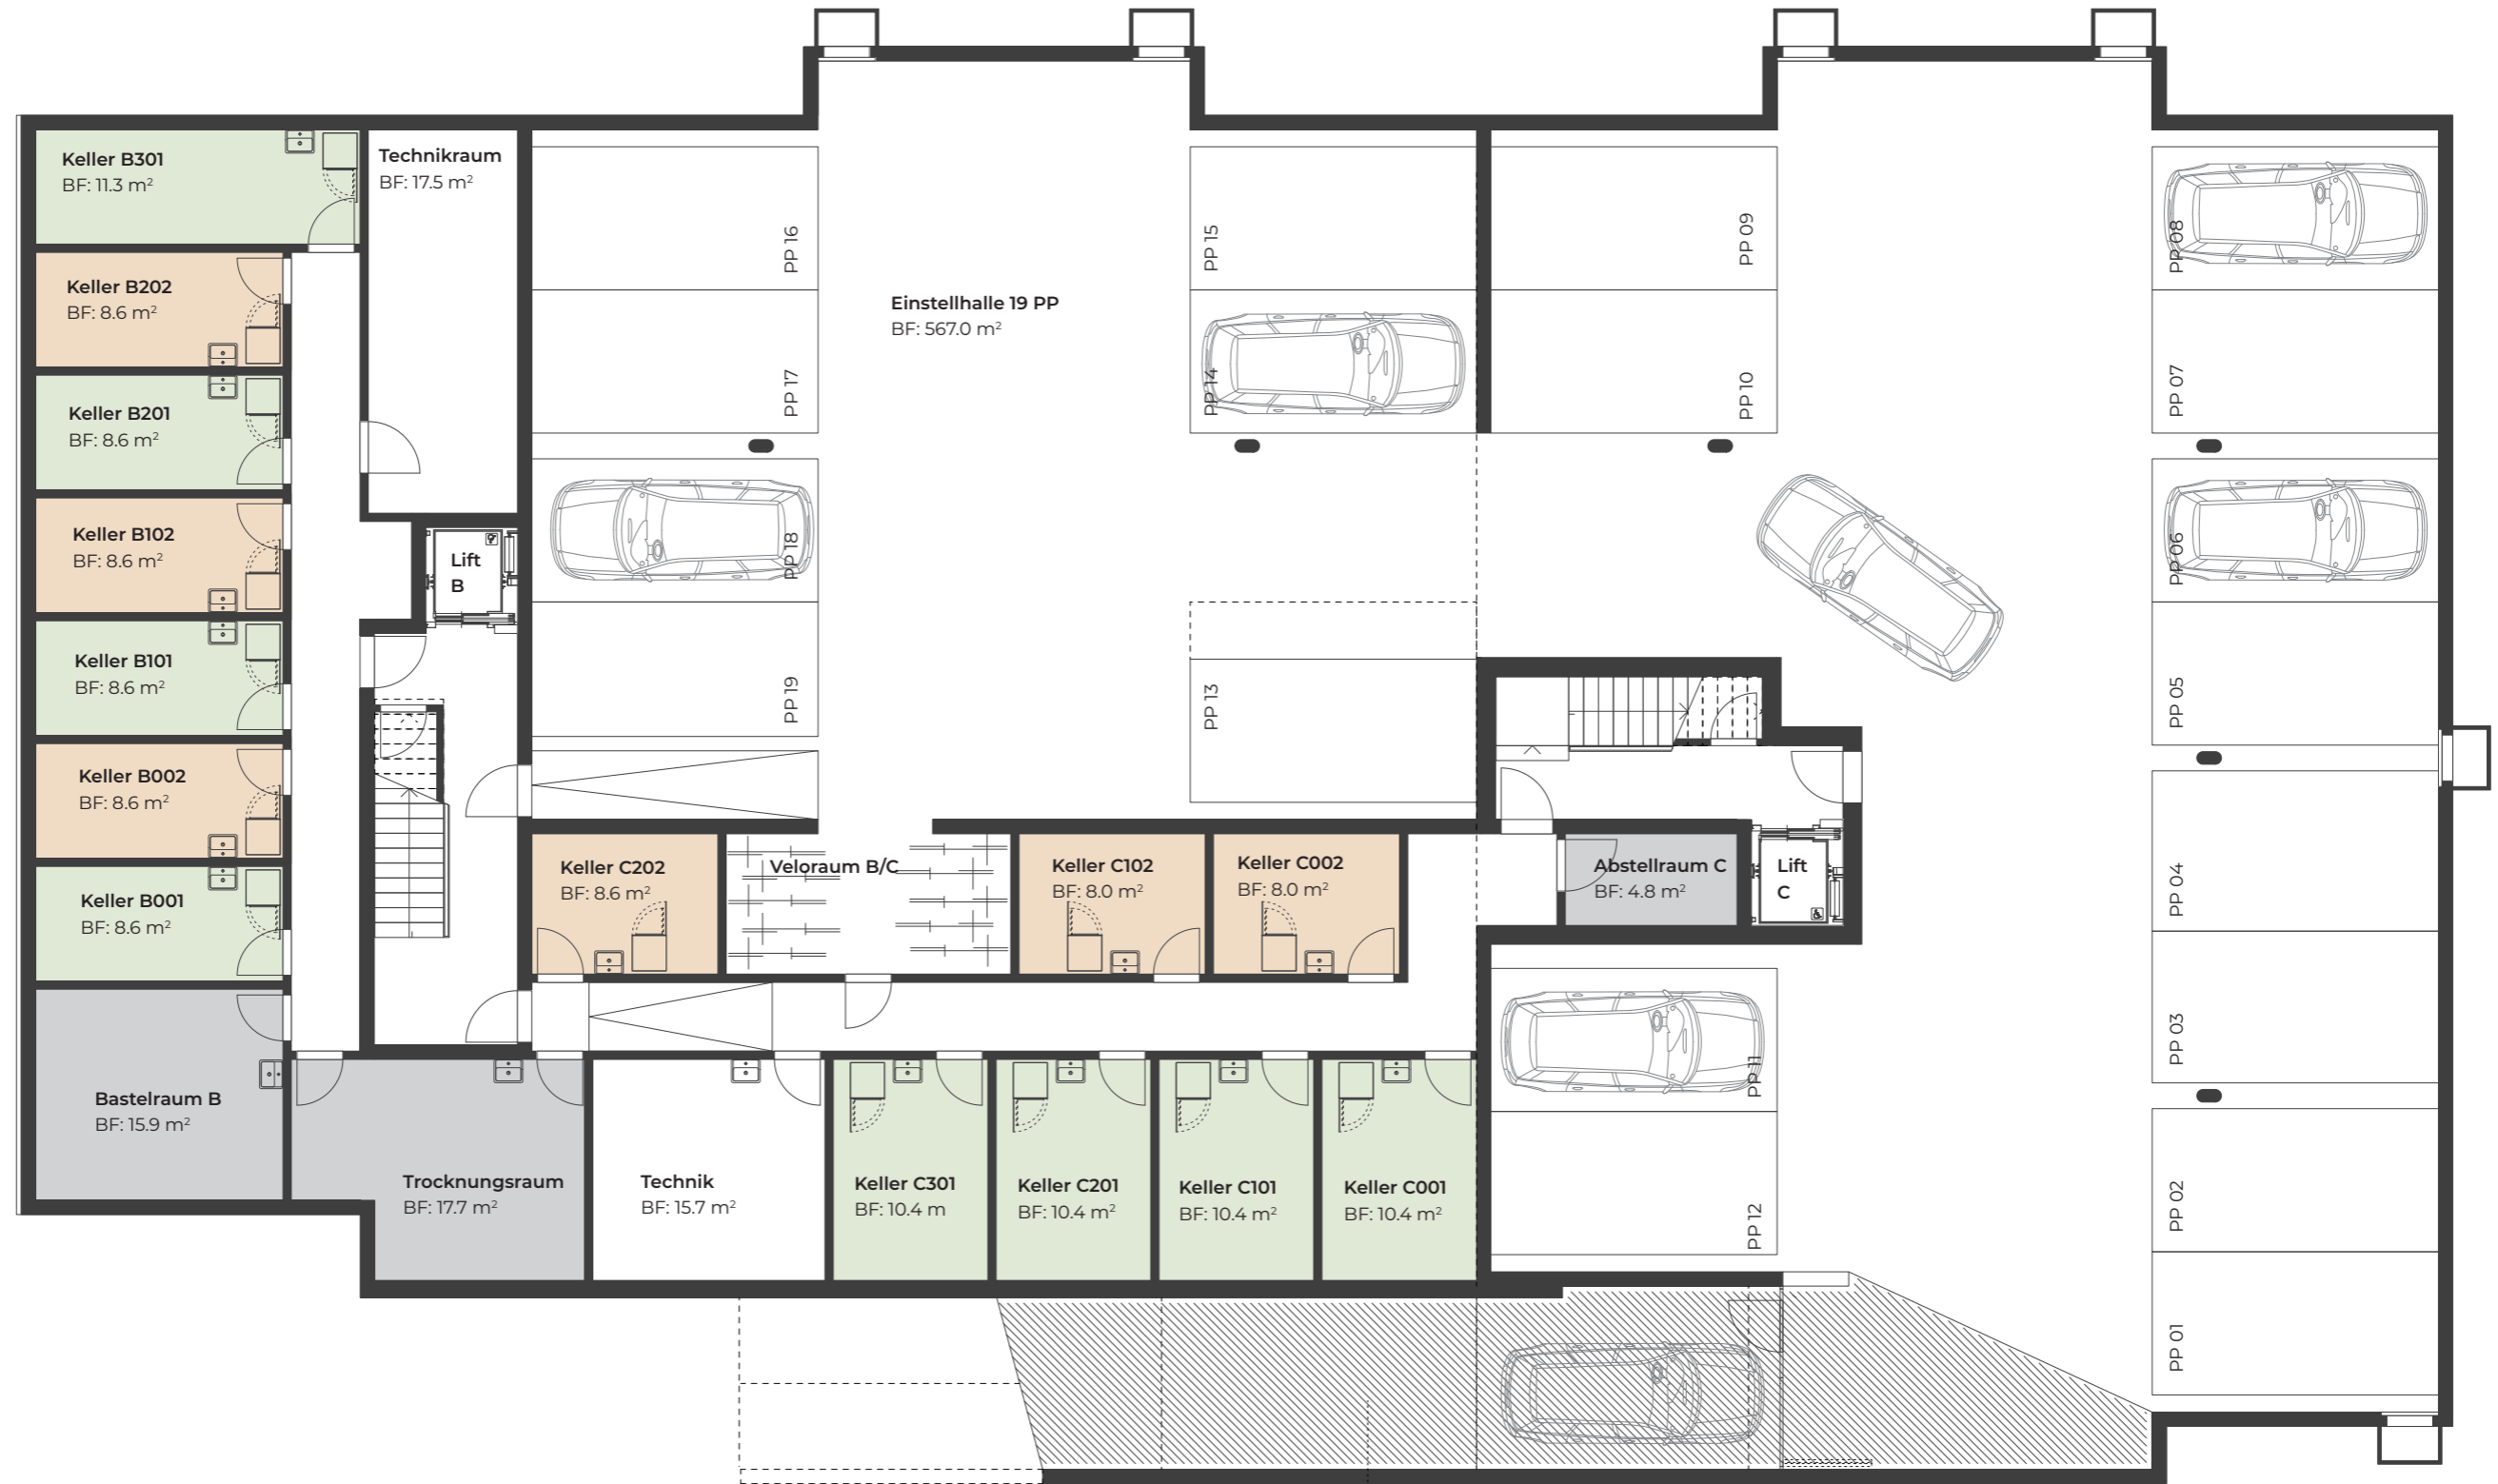 Keller B301
BF: 11.3 m²
Technikraum
BF: 17.5 m²
Keller B202
BF: 8.6 m²
Keller B201
BF: 8.6 m²
Keller B102
BF: 8.6 m²
Lift
B
Keller B101
BF: 8.6 m²
Keller B002
BF: 8.6 m²
Keller B001
BF: 8.6 m²
Bastelraum B
BF: 15.9 m²
Trocknungsraum
BF: 17.7 m²
Technik
BF: 15.7 m²
Keller C301
BF: 10.4 m
Keller C201
BF: 10.4 m²
Keller C101
BF: 10.4 m²
Keller C001
BF: 10.4 m²
Keller C202
BF: 8.6 m²
Veloraum B/C
Keller C102
BF: 8.0 m²
Keller C002
BF: 8.0 m²
Abstellraum C
BF: 4.8 m²
Lift
C
Einstellhalle 19 PP
BF: 567.0 m²
PP 16
PP 17
PP 18
PP 19
PP 15
PP 14
PP 13
PP 09
PP 10
PP 11
PP 12
PP 08
PP 07
PP 06
PP 05
PP 04
PP 03
PP 02
PP 01